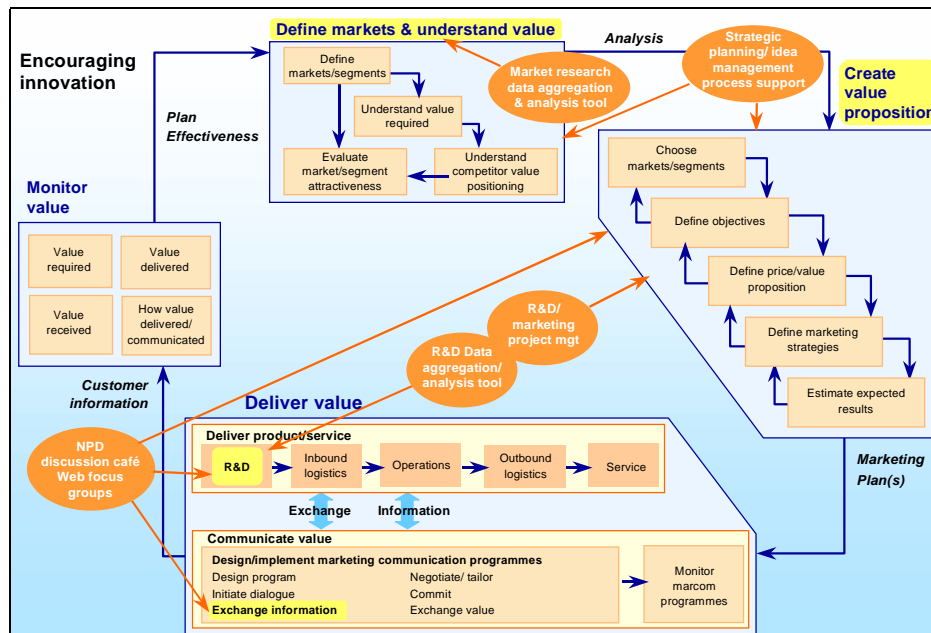 Encouraging
innovation
Define markets & understand value
Define
markets/segments
Understand value
required
Evaluate
market/segment
attractiveness
Understand
competitor value
positioning
Market research
data aggregation
& analysis tool
Analysis
Strategic
planning/ idea
management
process support
Create
value
proposition
Choose
markets/segments
Define objectives
Define price/value
proposition
Define marketing
strategies
Estimate expected
results
Plan
Effectiveness
Monitor
value
Value
required
Value
delivered
Value
received
How value
delivered/
communicated
Customer
information
R&D/
marketing
project mgt
R&D Data
aggregation/
analysis tool
NPD
discussion café
Web focus
groups
Deliver value
Deliver product/service
R&D
Inbound
logistics
Operations
Outbound
logistics
Service
Exchange
Information
Marketing
Plan(s)
Communicate value
Design/implement marketing communication programmes
Design program
Negotiate/ tailor
Initiate dialogue
Commit
Exchange information
Exchange value
Monitor
marcom
programmes